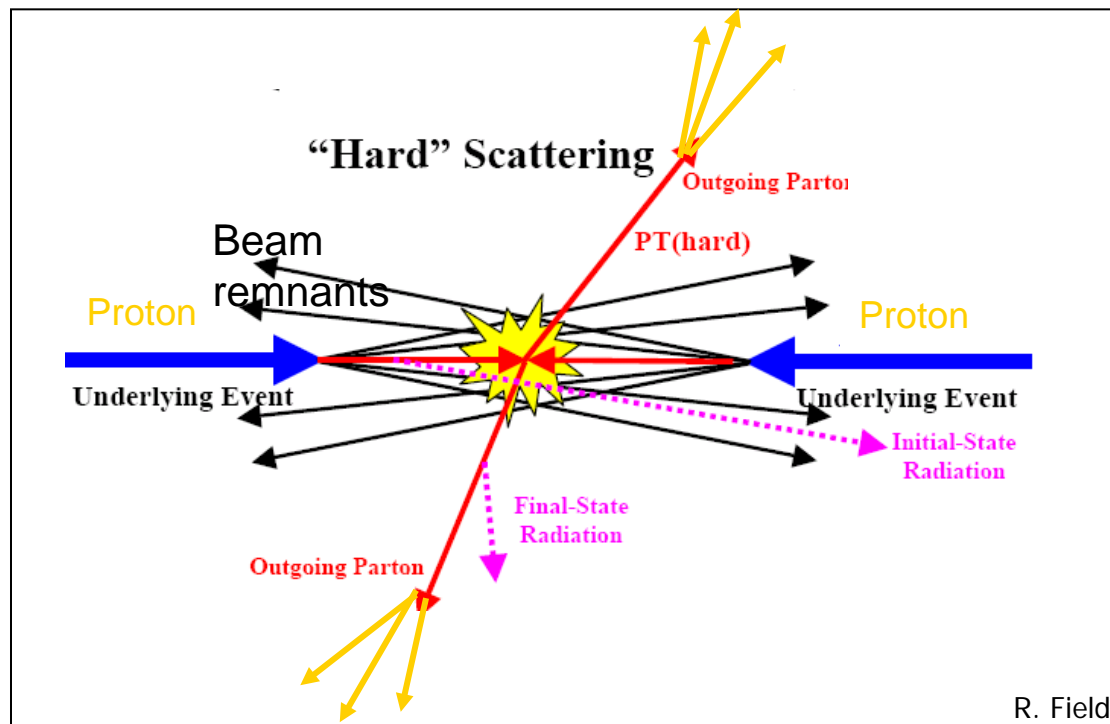 “Hard” Scattering
Outgoing Parton
PT(hard)
Beam
remnants
Proton
Proton
Underlying Event
Underlying Event
Initial-State
Radiation
Final-State
Radiation
Outgoing Parton
R. Field